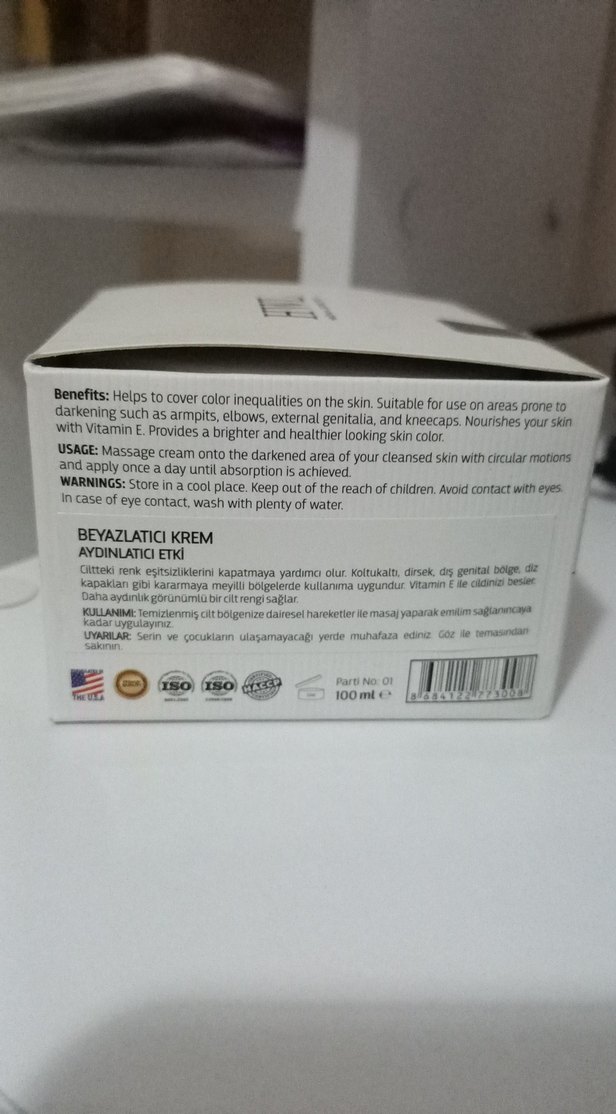 Benefits: Helps to cover color inequalities on the skin. Suitable for use on areas prone to
darkening such as armpits, elbows, external genitalia, and kneecaps. Nourishes your skin
with Vitamin E. Provides a brighter and healthier looking skin color.
USAGE: Massage cream onto the darkened area of your cleansed skin with circular motions
and apply once a day until absorption is achieved.
WARNINGS: Store in a cool place. Keep out of the reach of children. Avoid contact with eyes.
In case of eye contact, wash with plenty of water.
BEYAZLATICI KREM
AYDINLATICI ETKİ
Ciltteki renk eşitsizliklerini kapatmaya yardımcı olur. Koltukaltı, dirsek, dış genital bölge, diz
kapakları gibi kararmaya meyilli bölgelerde kullanıma uygundur. Vitamin E ile cildinizi besler.
Daha aydınlık görünümlü bir cilt rengi sağlar.
KULLANIMI: Temizlenmiş cilt bölgenize dairesel hareketler ile masaj yaparak emilim sağlanıncaya
kadar uygulayınız.
UYARILAR: Serin ve çocukların ulaşamayacağı yerde muhafaza ediniz. Göz ile temasından
sakının.
THE U.S.A
ISO
ISO
HACCP
Parti No: 01
100 ml e
8684122773008